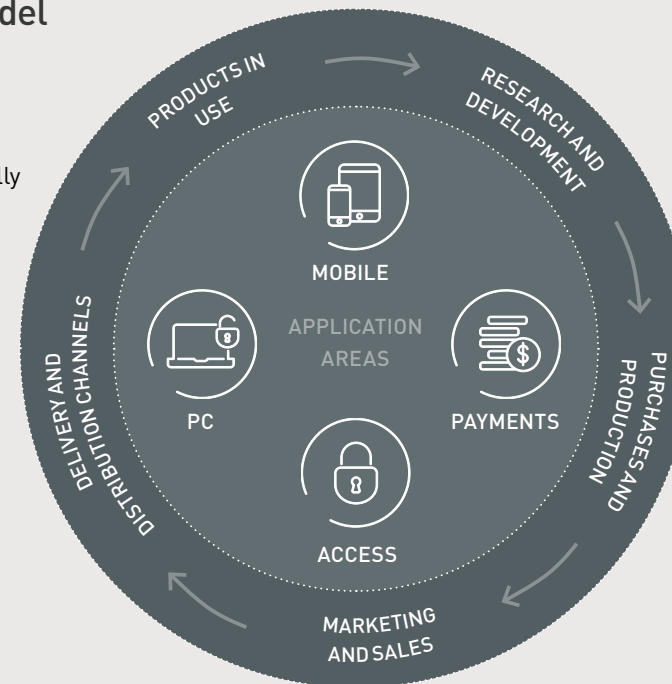 del
lly
PRODUCTS IN
USE
RESEARCH AND
DEVELOPMENT
MOBILE
APPLICATION
AREAS
PC
PAYMENTS
$
ACCESS
PURCHASES AND
PRODUCTION
MARKETING
AND SALES
DELIVERY AND
DISTRIBUTION CHANNELS